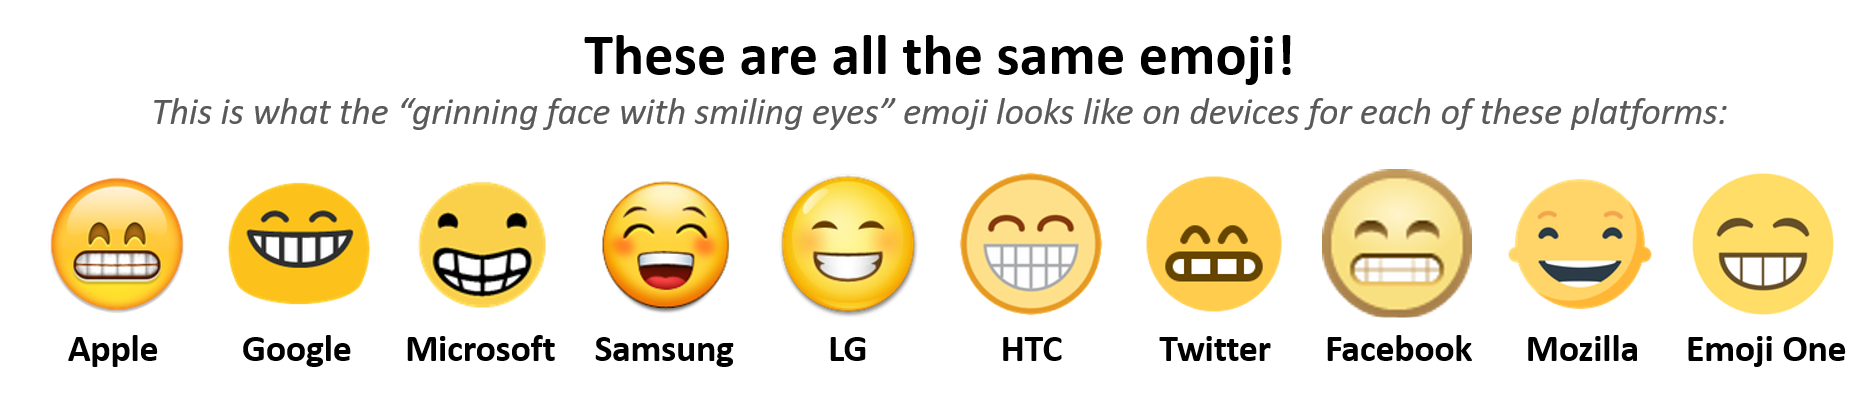 These are all the same emoji!
This is what the “grinning face with smiling eyes” emoji looks like on devices for each of these platforms:
Apple Google Microsoft Samsung LG HTC Twitter Facebook Mozilla Emoji One